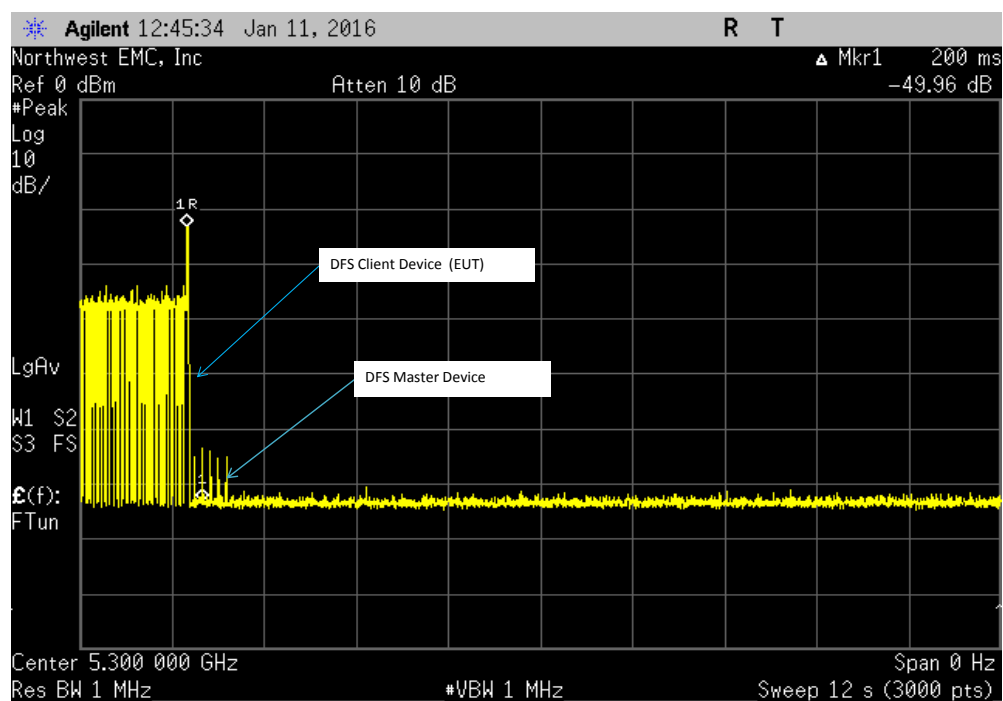 Agilent 12:45:34 Jan 11, 2016 R T
Northwest EMC, Inc Δ Mkr1 200 ms
Ref 0 dBm Atten 10 dB -49.96 dB
#Peak
Log
10
dB/
1R
DFS Client Device (EUT)
LgAv
DFS Master Device
W1 S2
S3 FS
1
£(f):
FTun
Center 5.300 000 GHz Span 0 Hz
Res BW 1 MHz #VBW 1 MHz Sweep 12 s (3000 pts)